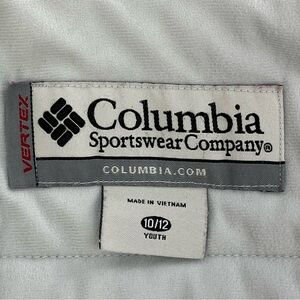 VERTEX
Columbia
Sportswear Company®
COLUMBIA.COM
MADE IN VIETNAM
10/12
YOUTH